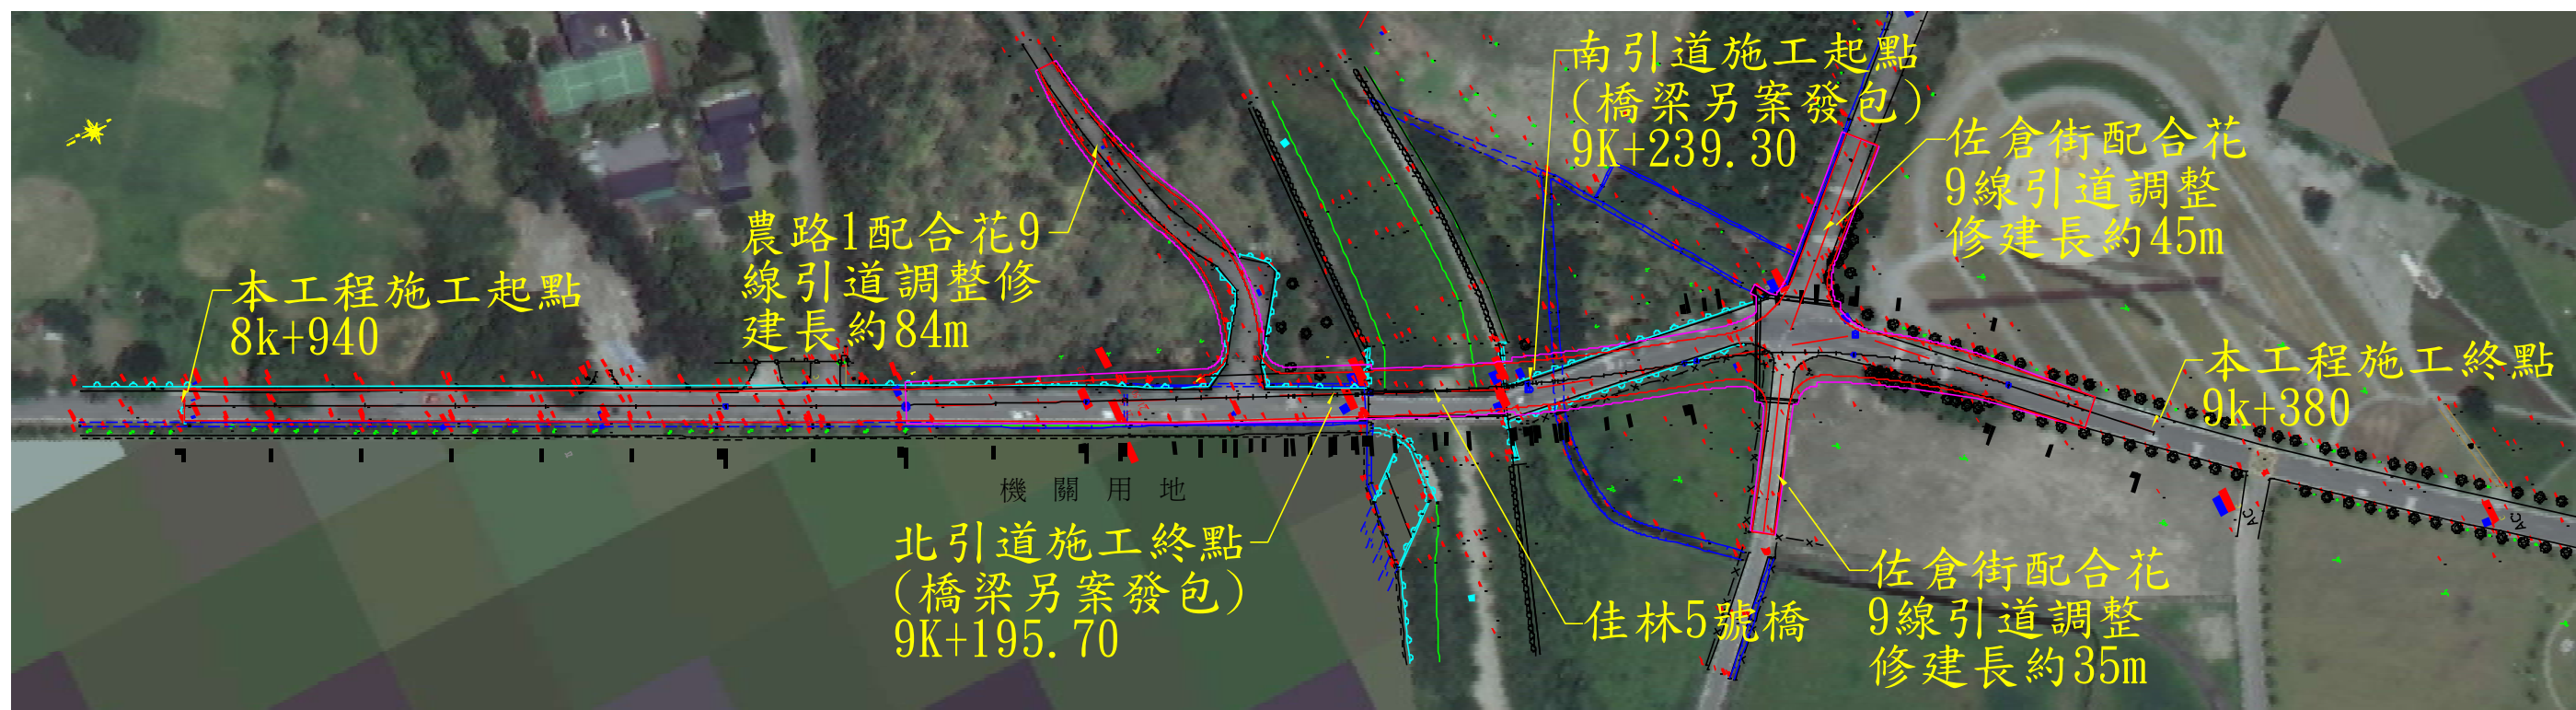 本工程施工起點
8k+940
農路1配合花9
線引道調整修
建長約84m
南引道施工起點
(橋梁另案發包)
9K+239.30
佐倉街配合花
9線引道調整
修建長約45m
本工程施工終點
9k+380
機關用地
北引道施工終點
(橋梁另案發包)
9K+195.70
佳林5號橋
佐倉街配合花
9線引道調整
修建長約35m
AC
AC